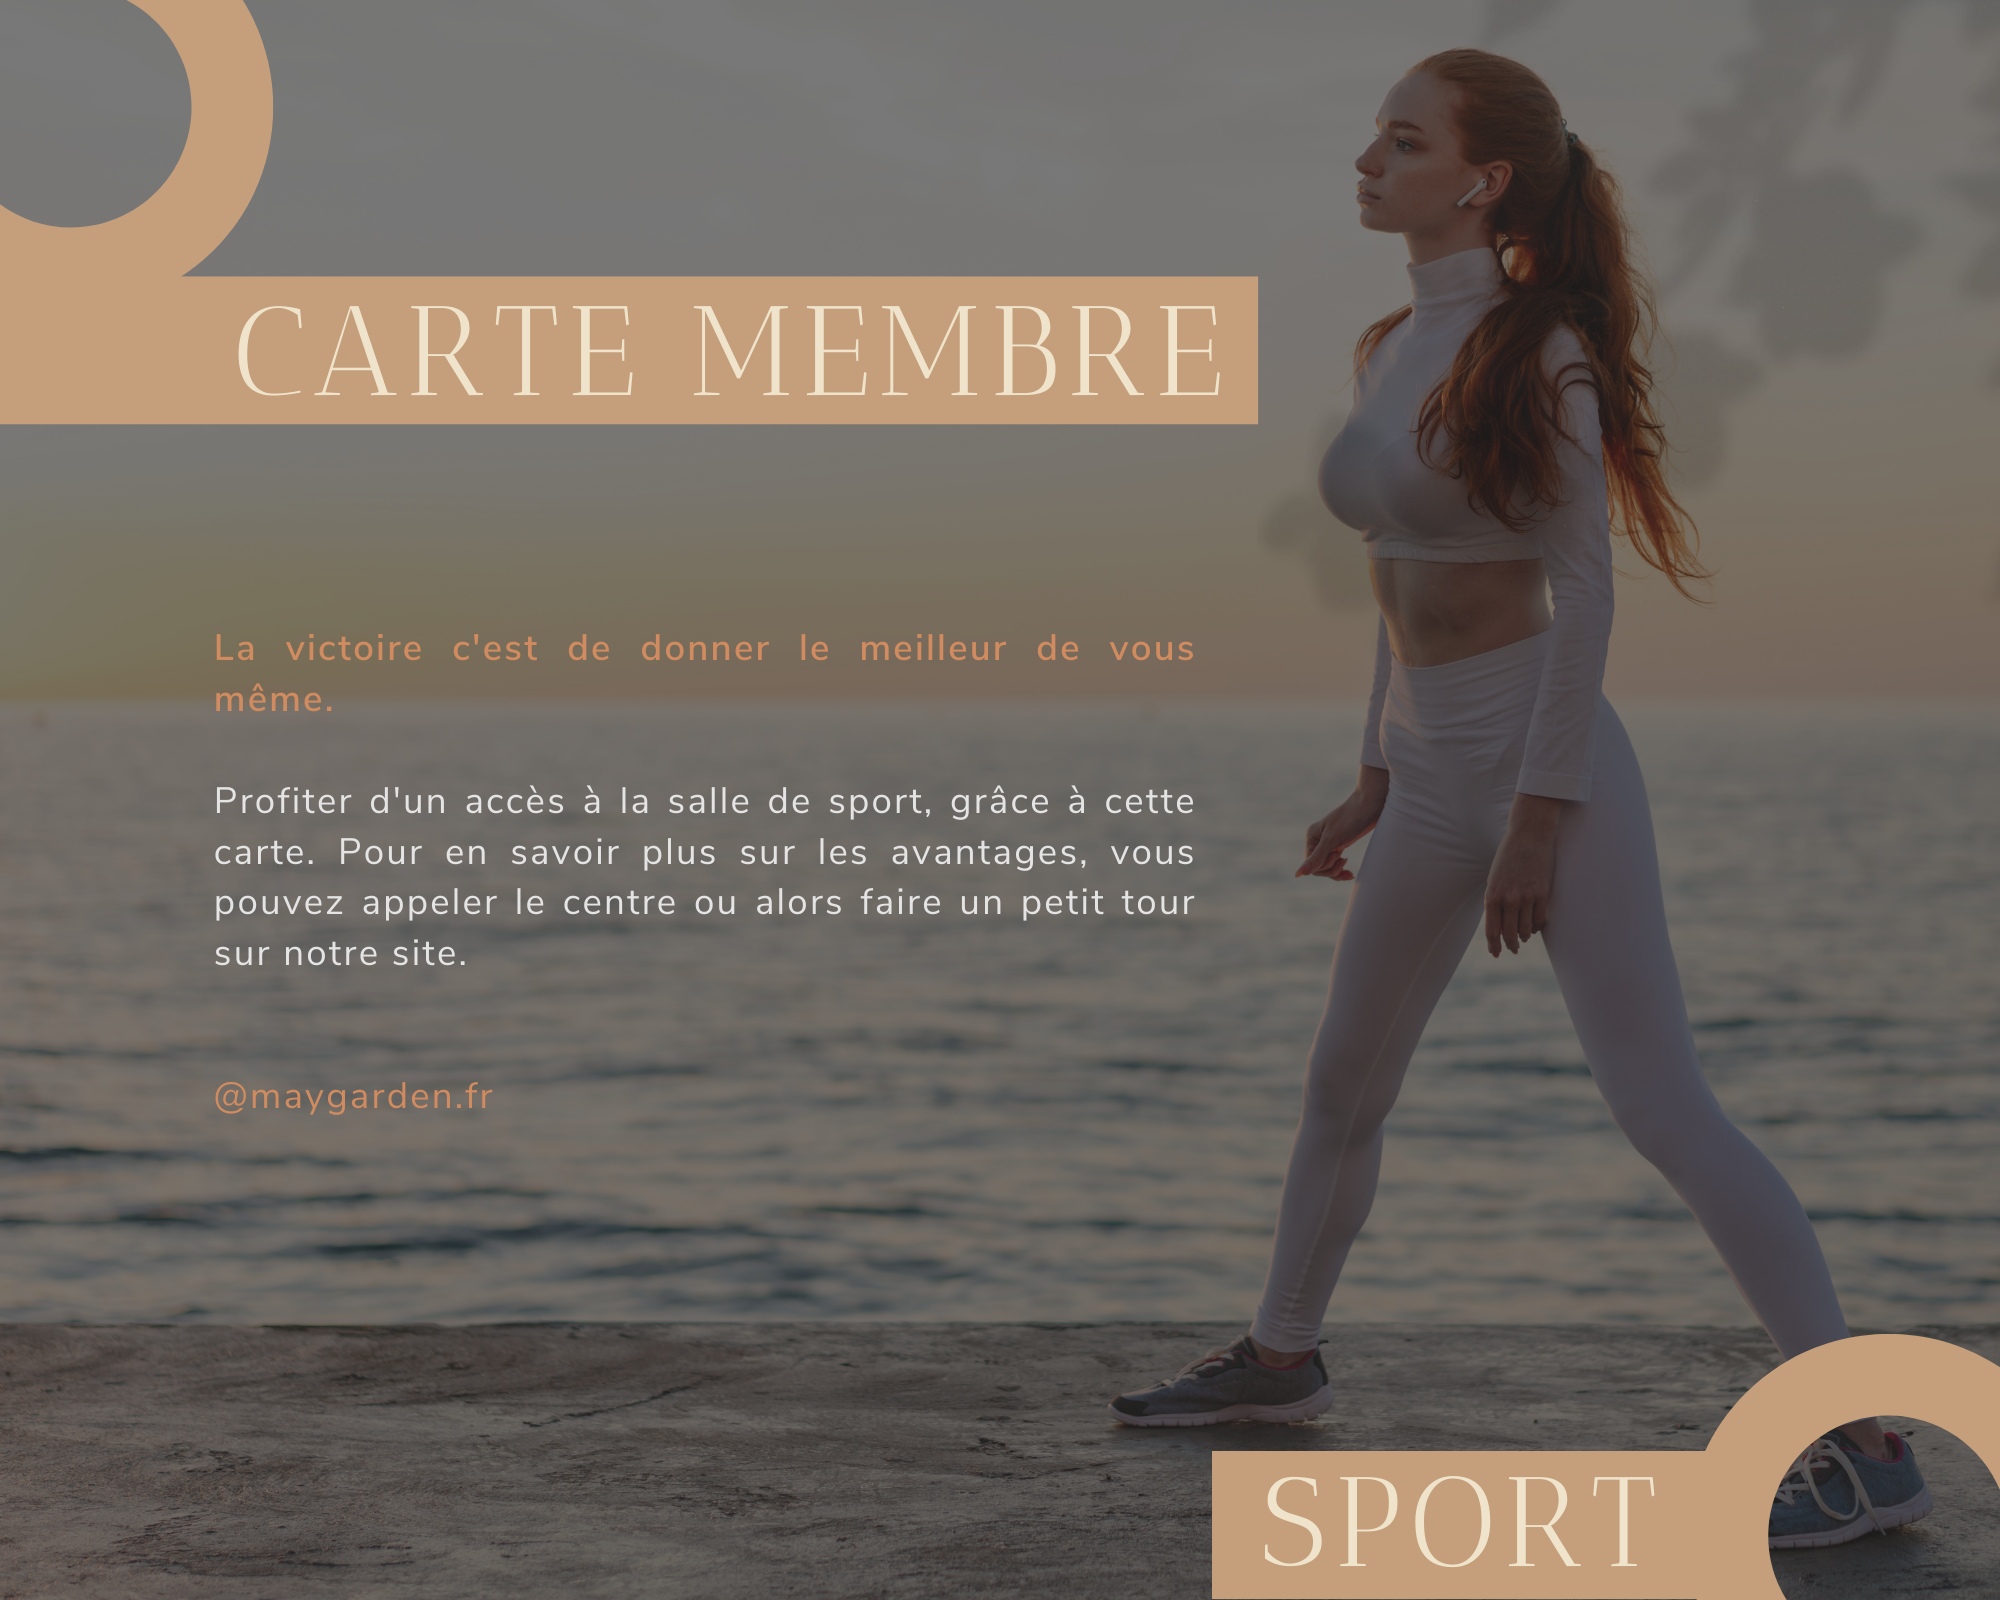 CARTE MEMBRE
La victoire c'est de donner le meilleur de vous
même.
Profiter d'un accès à la salle de sport, grâce à cette
carte. Pour en savoir plus sur les avantages, vous
pouvez appeler le centre ou alors faire un petit tour
sur notre site.
@maygarden.fr
SPORT